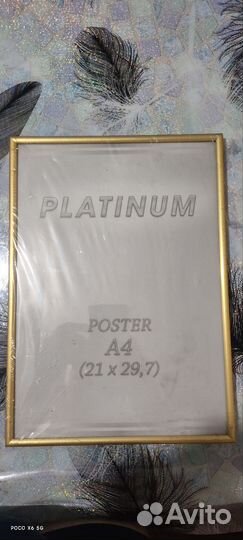 PLATINUM
POSTER
A4
(21 x 29,7)
POCO X6 5G
Avito